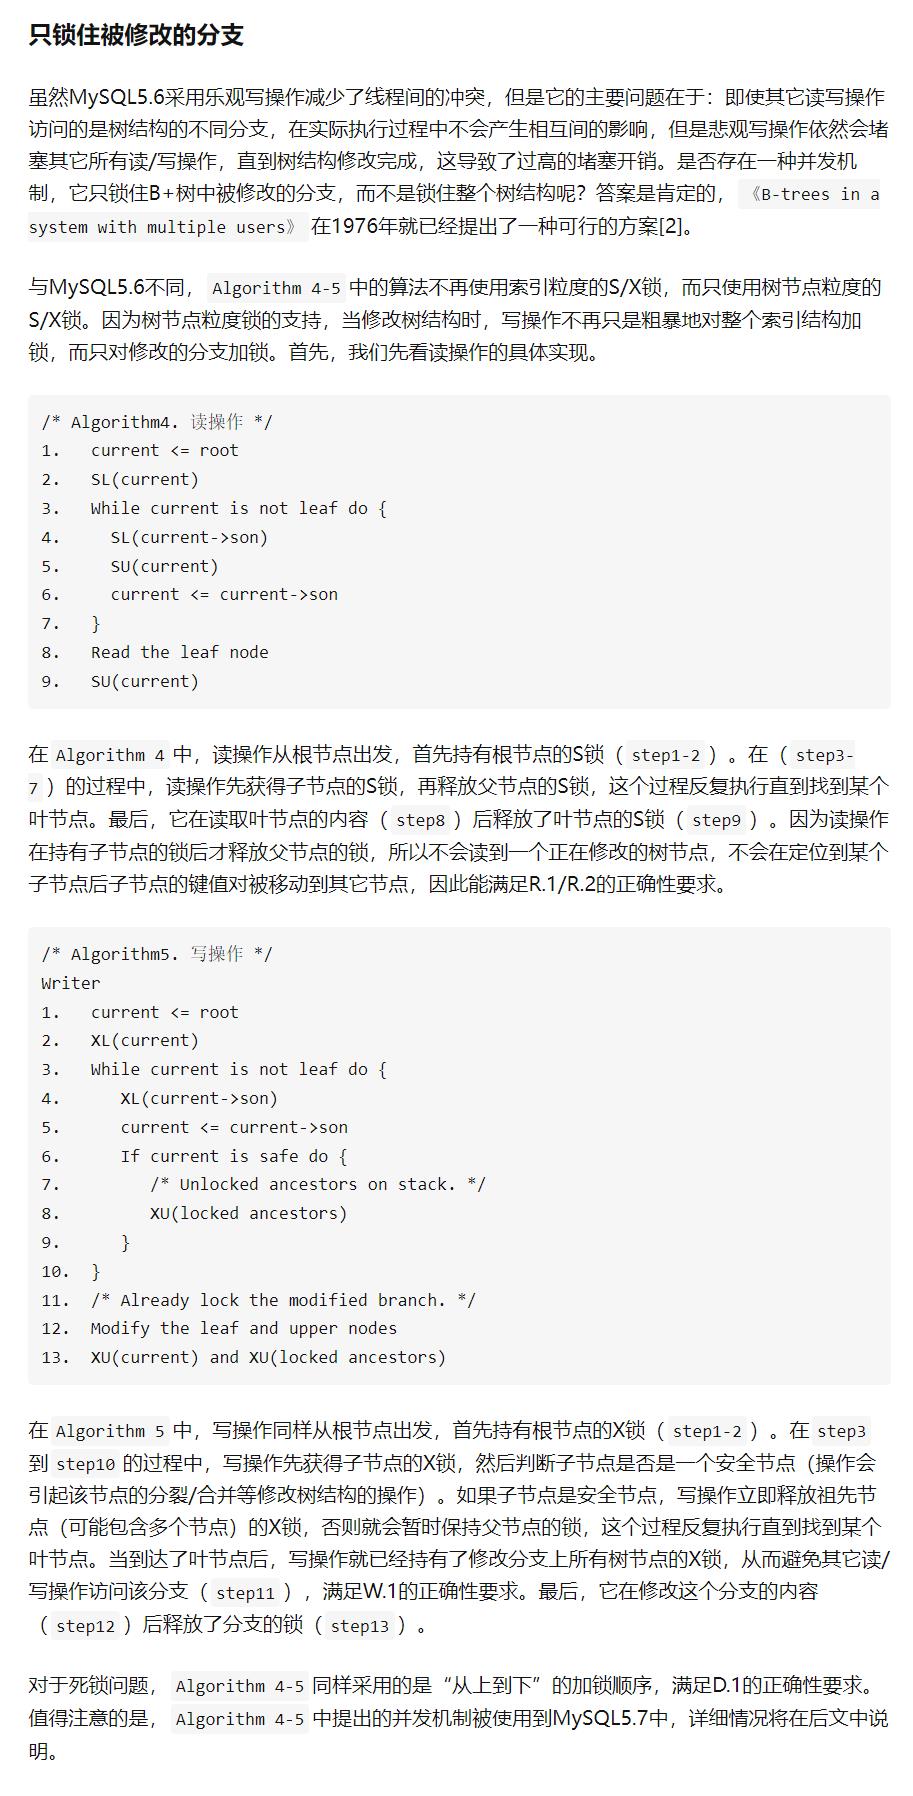 只锁住被修改的分支
虽然MySQL5.6采用乐观写操作减少了线程间的冲突，但是它的主要问题在于：即使其它读写操作
访问的是树结构的不同分支，在实际执行过程中不会产生相互间的影响，但是悲观写操作依然会堵
塞其它所有读/写操作，直到树结构修改完成，这导致了过高的堵塞开销。是否存在一种并发机
制，它只锁住B+树中被修改的分支，而不是锁住整个树结构呢？答案是肯定的，《B-trees in a
system with multiple users》在1976年就已经提出了一种可行的方案[2]。
与MySQL5.6不同，Algorithm 4-5 中的算法不再使用索引粒度的S/X锁，而只使用树节点粒度的
S/X锁。因为树节点粒度锁的支持，当修改树结构时，写操作不再只是粗暴地对整个索引结构加
锁，而只对修改的分支加锁。首先，我们先看读操作的具体实现。
/* Algorithm4. 读操作 */
1.   current <= root
2.   SL(current)
3.   While current is not leaf do {
4.     SL(current->son)
5.     SU(current)
6.     current <= current->son
7.   }
8.   Read the leaf node
9.   SU(current)
在 Algorithm 4 中，读操作从根节点出发，首先持有根节点的S锁（ step1-2 ）。在（ step3-
7 ）的过程中，读操作先获得子节点的S锁，再释放父节点的S锁，这个过程反复执行直到找到某个
叶节点。最后，它在读取叶节点的内容（ step8 ）后释放了叶节点的S锁（ step9 ）。因为读操作
在持有子节点的锁后才释放父节点的锁，所以不会读到一个正在修改的树节点，不会在定位到某个
子节点后子节点的键值对被移动到其它节点，因此能满足R.1/R.2的正确性要求。
/* Algorithm5. 写操作 */
Writer
1.   current <= root
2.   XL(current)
3.   While current is not leaf do {
4.      XL(current->son)
5.      current <= current->son
6.      If current is safe do {
7.         /* Unlocked ancestors on stack. */
8.         XU(locked ancestors)
9.      }
10.  }
11.  /* Already lock the modified branch. */
12.  Modify the leaf and upper nodes
13.  XU(current) and XU(locked ancestors)
在 Algorithm 5 中，写操作同样从根节点出发，首先持有根节点的X锁（ step1-2 ）。在 step3
到 step10 的过程中，写操作先获得子节点的X锁，然后判断子节点是否是一个安全节点（操作会
引起该节点的分裂/合并等修改树结构的操作）。如果子节点是安全节点，写操作立即释放祖先节
点（可能包含多个节点）的X锁，否则就会暂时保持父节点的锁，这个过程反复执行直到找到某个
叶节点。当到达了叶节点后，写操作就已经持有了修改分支上所有树节点的X锁，从而避免其它读/
写操作访问该分支（ step11 ），满足W.1的正确性要求。最后，它在修改这个分支的内容
（ step12 ）后释放了分支的锁（ step13 ）。
对于死锁问题， Algorithm 4-5 同样采用的是“从上到下”的加锁顺序，满足D.1的正确性要求。
值得注意的是， Algorithm 4-5 中提出的并发机制被使用到MySQL5.7中，详细情况将在后文中说
明。